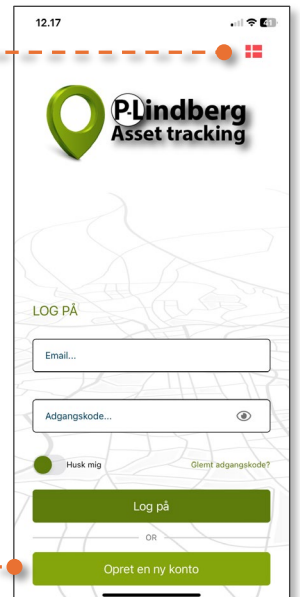 12.17
41
P.Lindberg
Asset tracking
LOG PÅ
Email...
Adgangskode...
Husk mig
Glemt adgangskode?
Log på
OR
Opret en ny konto